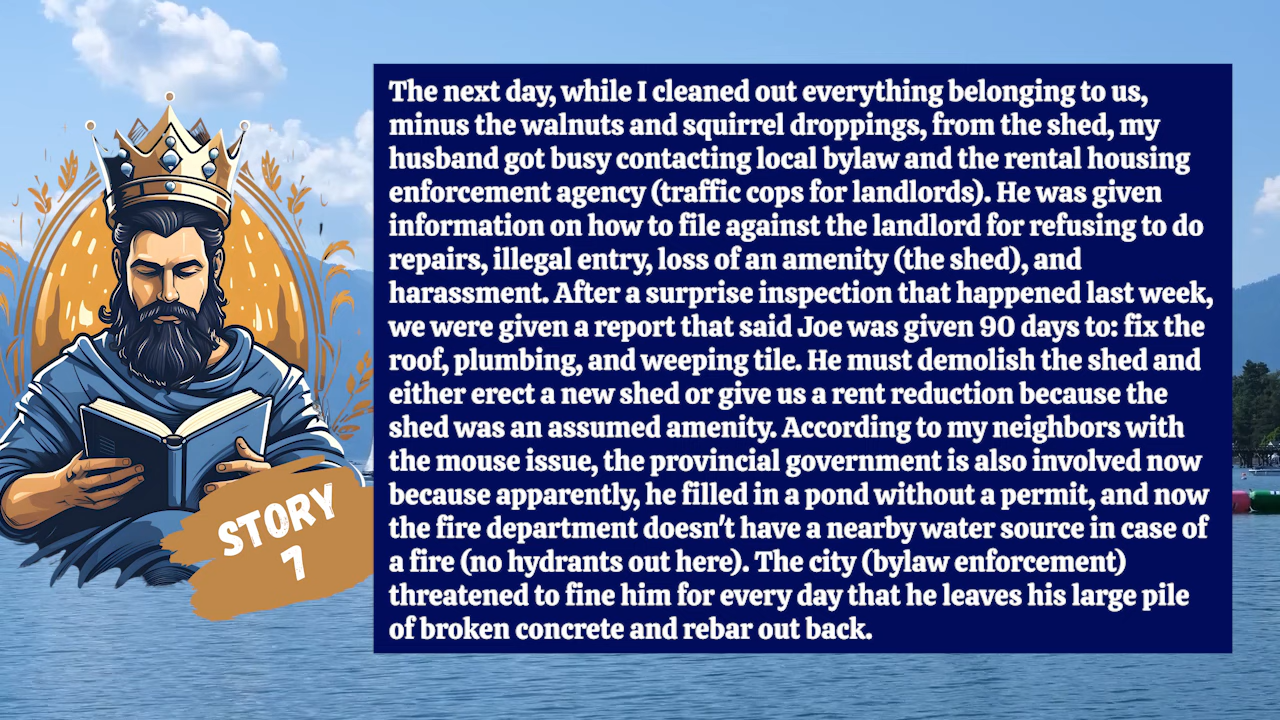 The next day, while I cleaned out everything belonging to us,
minus the walnuts and squirrel droppings, from the shed, my
husband got busy contacting local bylaw and the rental housing
enforcement agency (traffic cops for landlords). He was given
information on how to file against the landlord for refusing to do
repairs, illegal entry, loss of an amenity (the shed), and
harassment. After a surprise inspection that happened last week,
we were given a report that said Joe was given 90 days to: fix the
roof, plumbing, and weeping tile. He must demolish the shed and
either erect a new shed or give us a rent reduction because the
shed was an assumed amenity. According to my neighbors with
the mouse issue, the provincial government is also involved now
because apparently, he filled in a pond without a permit, and now
the fire department doesn't have a nearby water source in case of
a fire (no hydrants out here). The city (bylaw enforcement)
threatened to fine him for every day that he leaves his large pile
of broken concrete and rebar out back.
STORY
7